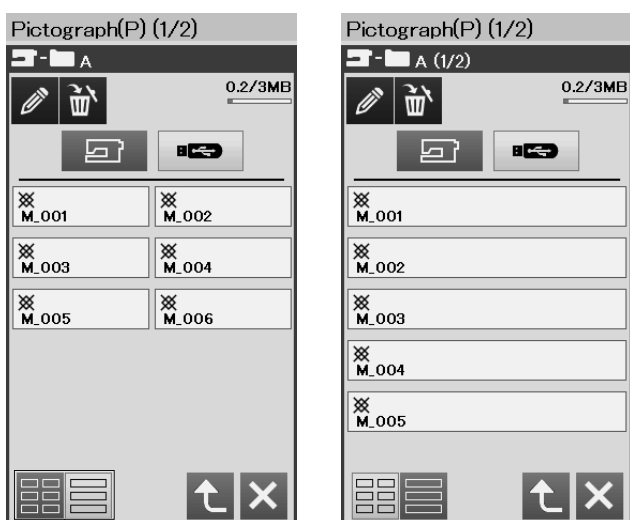 Pictograph(P) (1/2)
A
0.2/3MB
M_001
M_002
M_003
M_004
M_005
M_006
Pictograph(P) (1/2)
A (1/2)
0.2/3MB
M_001
M_002
M_003
M_004
M_005